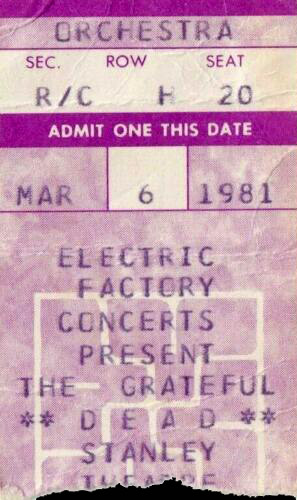 ORCHESTRA
SEC. ROW SEAT
R/C H 20
ADMIT ONE THIS DATE
MAR 6 1981
ELECTRIC
FACTORY
CONCERTS
PRESENT
THE GRATEFUL
** DEAD **
STANLEY
THEATRE